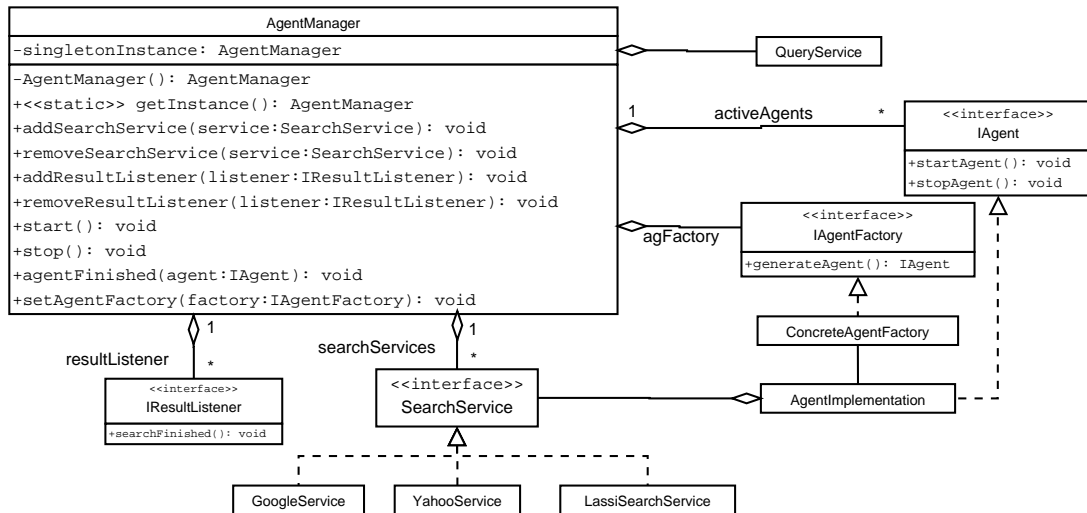 AgentManager
-singletonInstance: AgentManager
-AgentManager(): AgentManager
+<<static>> getInstance(): AgentManager
+addSearchService(service:SearchService): void
+removeSearchService(service:SearchService): void
+addResultListener(listener:IResultListener): void
+removeResultListener(listener:IResultListener): void
+start(): void
+stop(): void
+agentFinished(agent:IAgent): void
+setAgentFactory(factory:IAgentFactory): void
QueryService
1
activeAgents
*
<<interface>>
IAgent
+startAgent(): void
+stopAgent(): void
agFactory
<<interface>>
IAgentFactory
+generateAgent(): IAgent
ConcreteAgentFactory
AgentImplementation
1
resultListener
*
<<interface>>
IResultListener
+searchFinished(): void
1
searchServices
*
<<interface>>
SearchService
GoogleService
YahooService
LassiSearchService